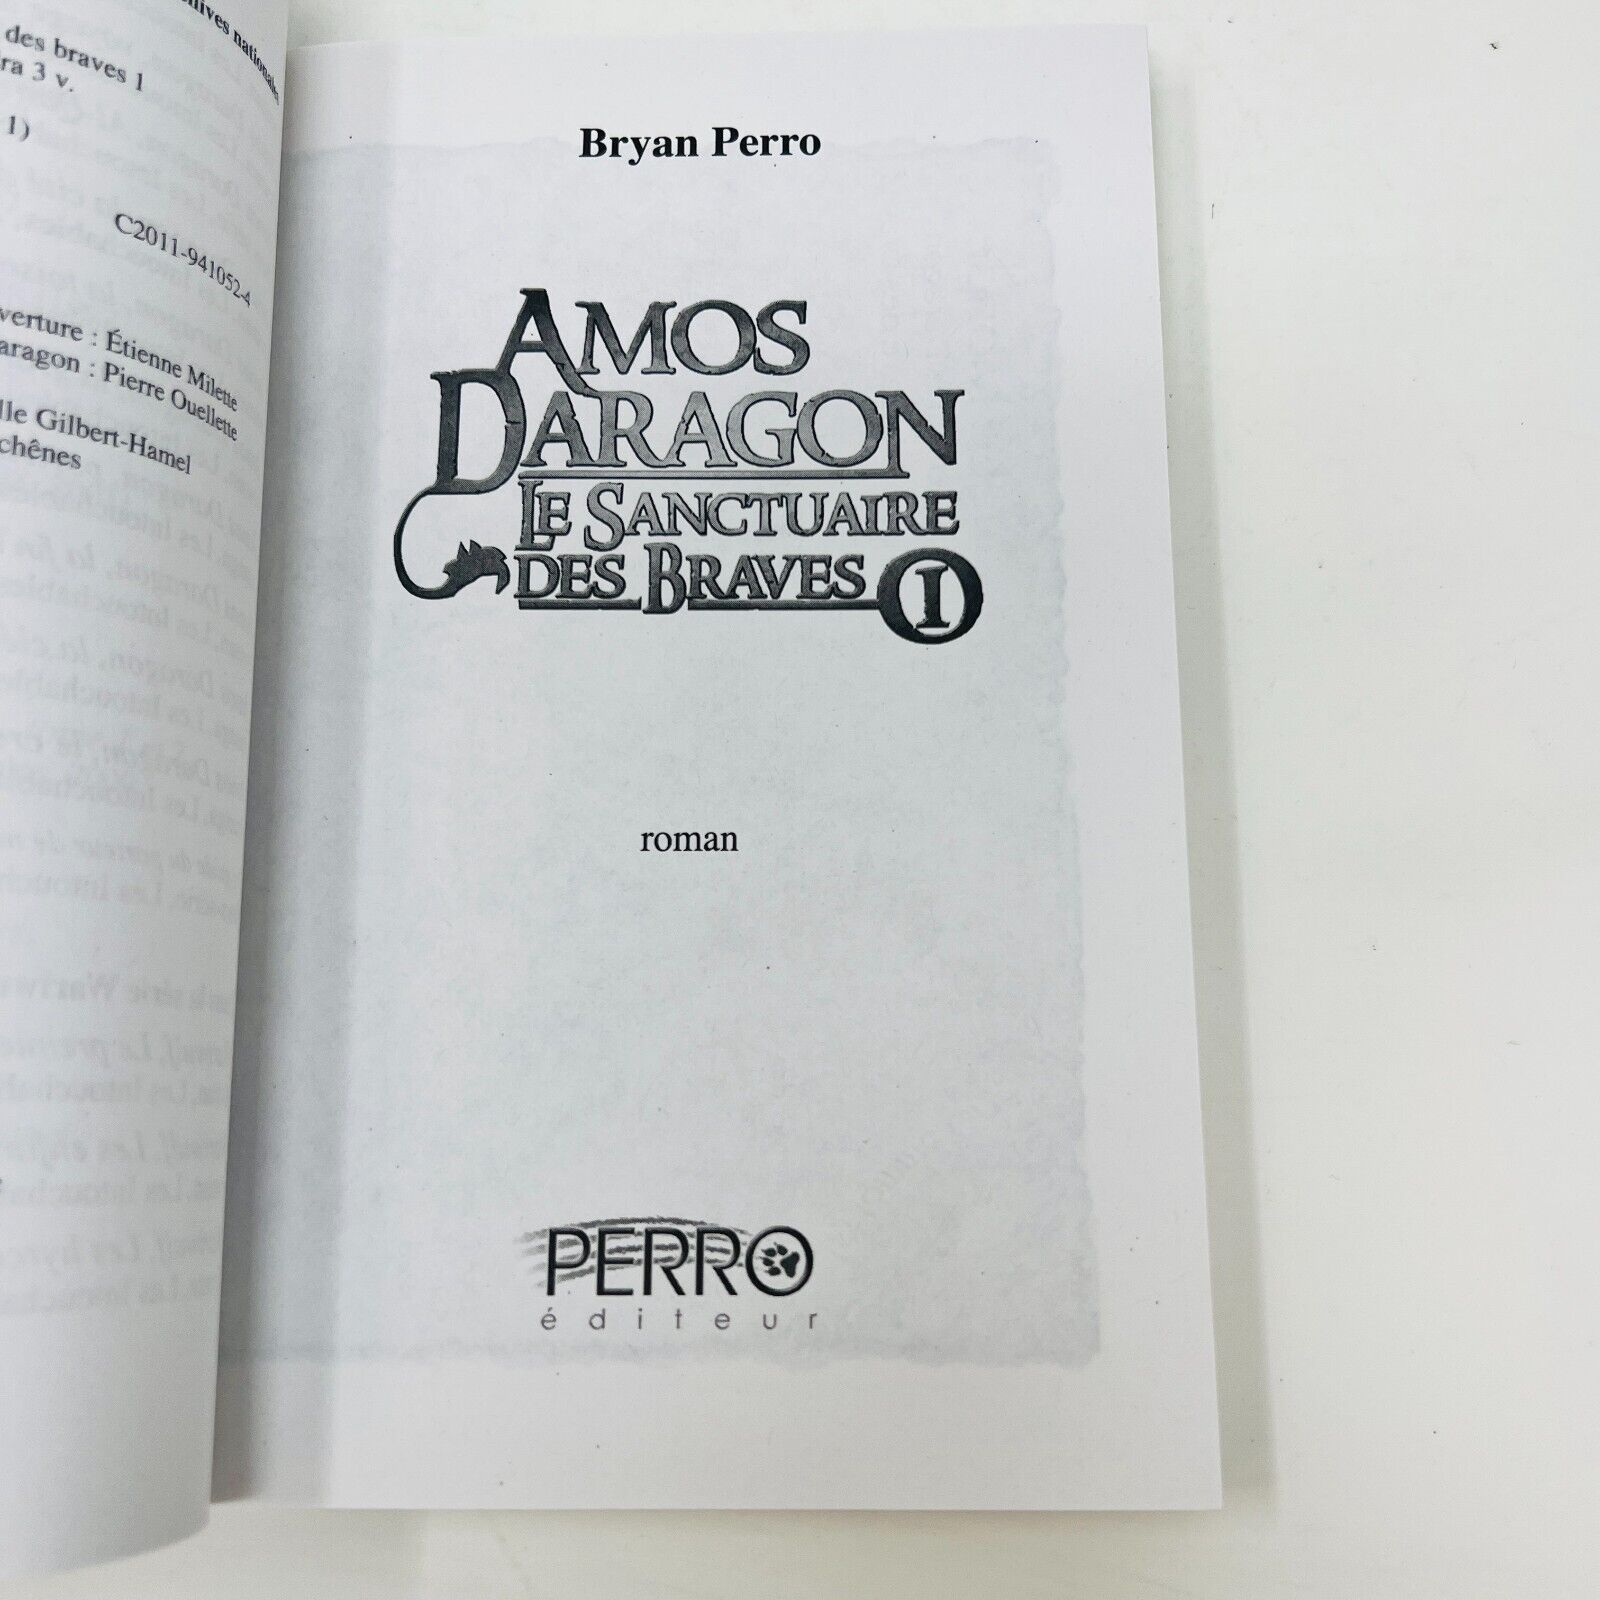 nationales
des braves 1
ra 3 v.
1)
C2011-941052-4
verture : Étienne Milette
aragon : Pierre Ouellette
lle Gilbert-Hamel
chênes
Bryan Perro
AMOS
DARAGON
LE SANCTUAIRE
DES BRAVES I
roman
PERRO
éditeur